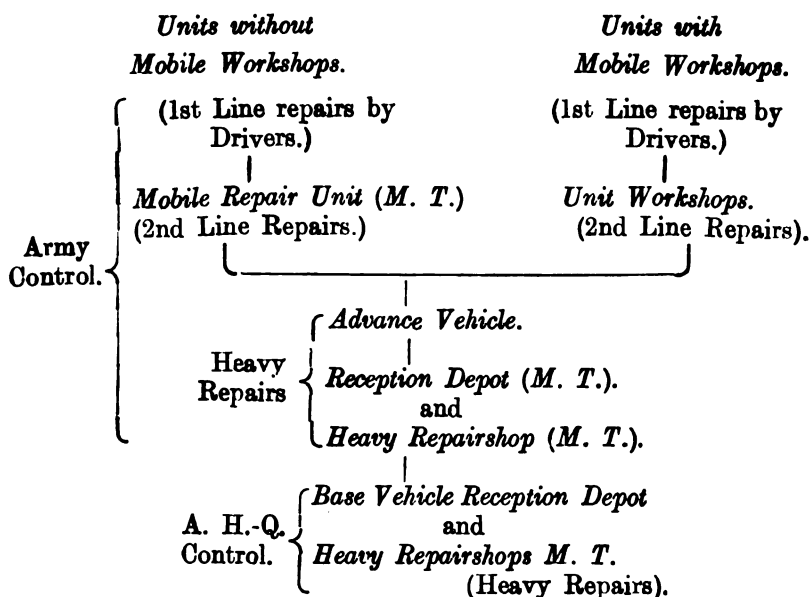 Units without
Mobile Workshops.
Units with
Mobile Workshops.
(1st Line repairs by
Drivers.)
(1st Line repairs by
Drivers.)
Mobile Repair Unit (M. T.)
(2nd Line Repairs.)
Unit Workshops.
(2nd Line Repairs).
Army
Control.
Advance Vehicle.
Heavy
Repairs
Reception Depot (M. T.).
and
Heavy Repairshop (M. T.).
A. H.-Q.
Control.
Base Vehicle Reception Depot
and
Heavy Repairshops M. T.
(Heavy Repairs).